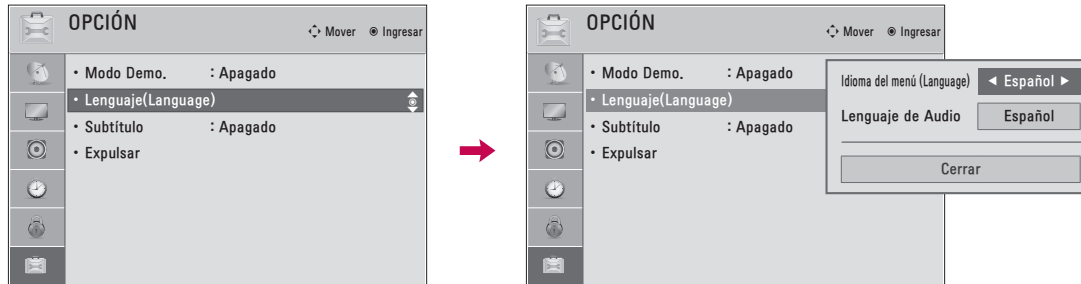 OPCIÓN
Mover Ingresar
• Modo Demo. : Apagado
• Lenguaje(Language)
• Subtítulo : Apagado
• Expulsar
OPCIÓN
Mover Ingresar
• Modo Demo. : Apagado
• Lenguaje(Language)
• Subtítulo : Apagado
• Expulsar
Idioma del menú (Language) ◄ Español ►
Lenguaje de Audio Español
Cerrar